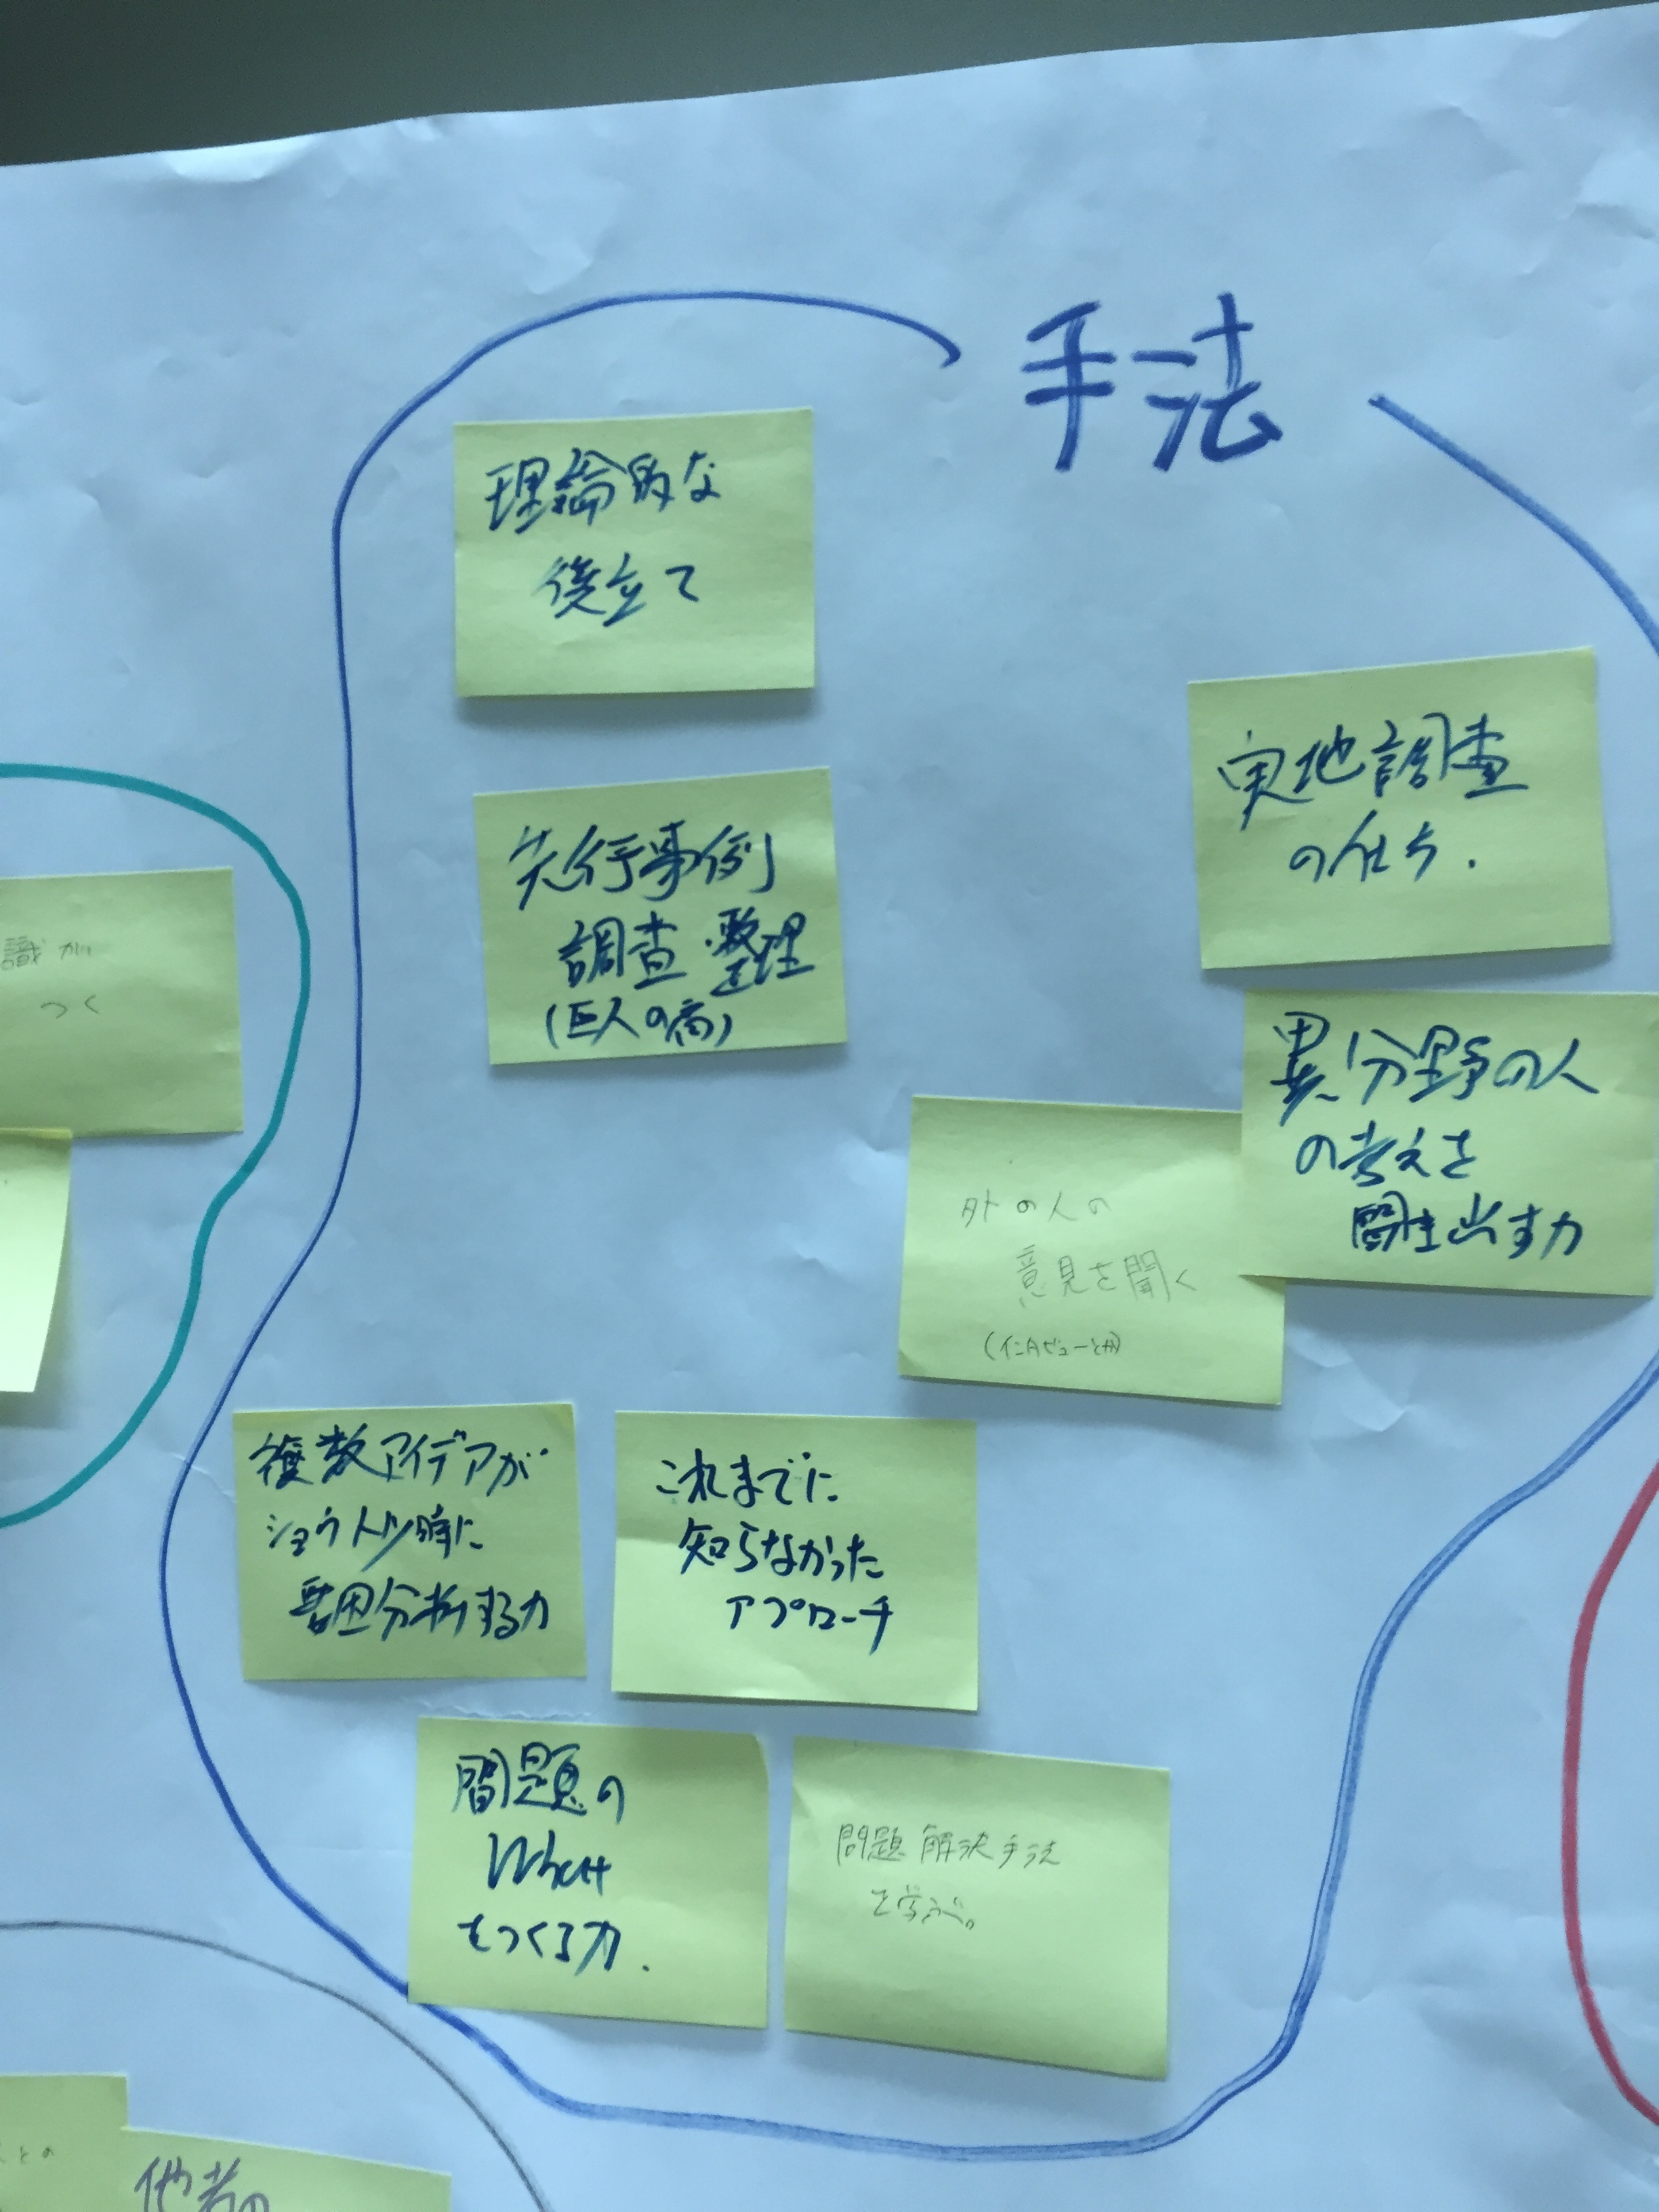 手法
理論的な
後立て
先行事例
調査・整理
(巨人の肩)
実地調査
の仕方.
異分野の人
の考えを
聞き出す力
外の人の
意見を聞く
(インタビューとか)
複数アイデアが
ショウトツ時に
要因分析する力
これまでに
知らなかった
アプローチ
問題の
What
をつくる力.
問題解決手法
を学ぶ。
識が
つく
との
他者の